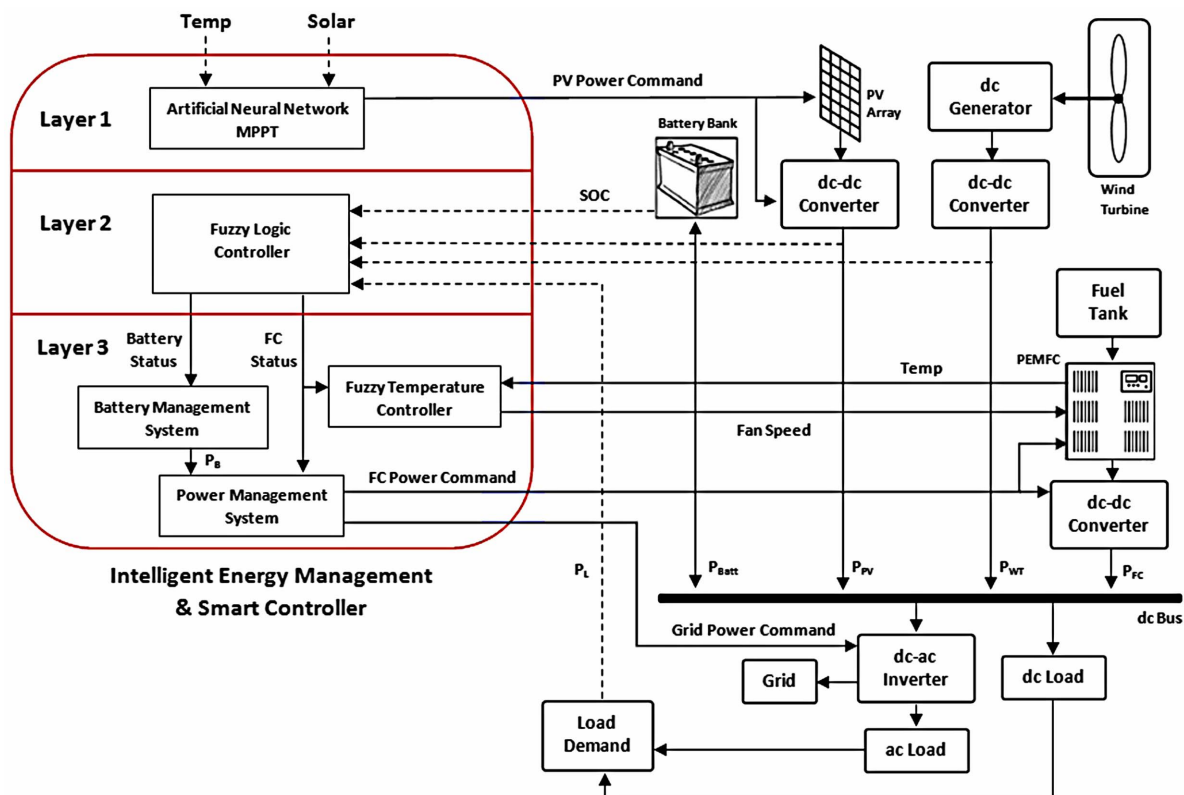 Temp
Solar
Layer 1
Artificial Neural Network
MPPT
PV Power Command
PV
Array
dc
Generator
Wind
Turbine
Battery Bank
dc-dc
Converter
dc-dc
Converter
Layer 2
Fuzzy Logic
Controller
SOC
Layer 3
Battery
Status
FC
Status
Fuel
Tank
PEMFC
Temp
Fuzzy Temperature
Controller
Fan Speed
Battery Management
System
P_B
Power Management
System
FC Power Command
dc-dc
Converter
Intelligent Energy Management
& Smart Controller
P_L
P_Batt
P_PV
P_WT
P_FC
dc Bus
Grid Power Command
dc-ac
Inverter
Grid
dc Load
Load
Demand
ac Load